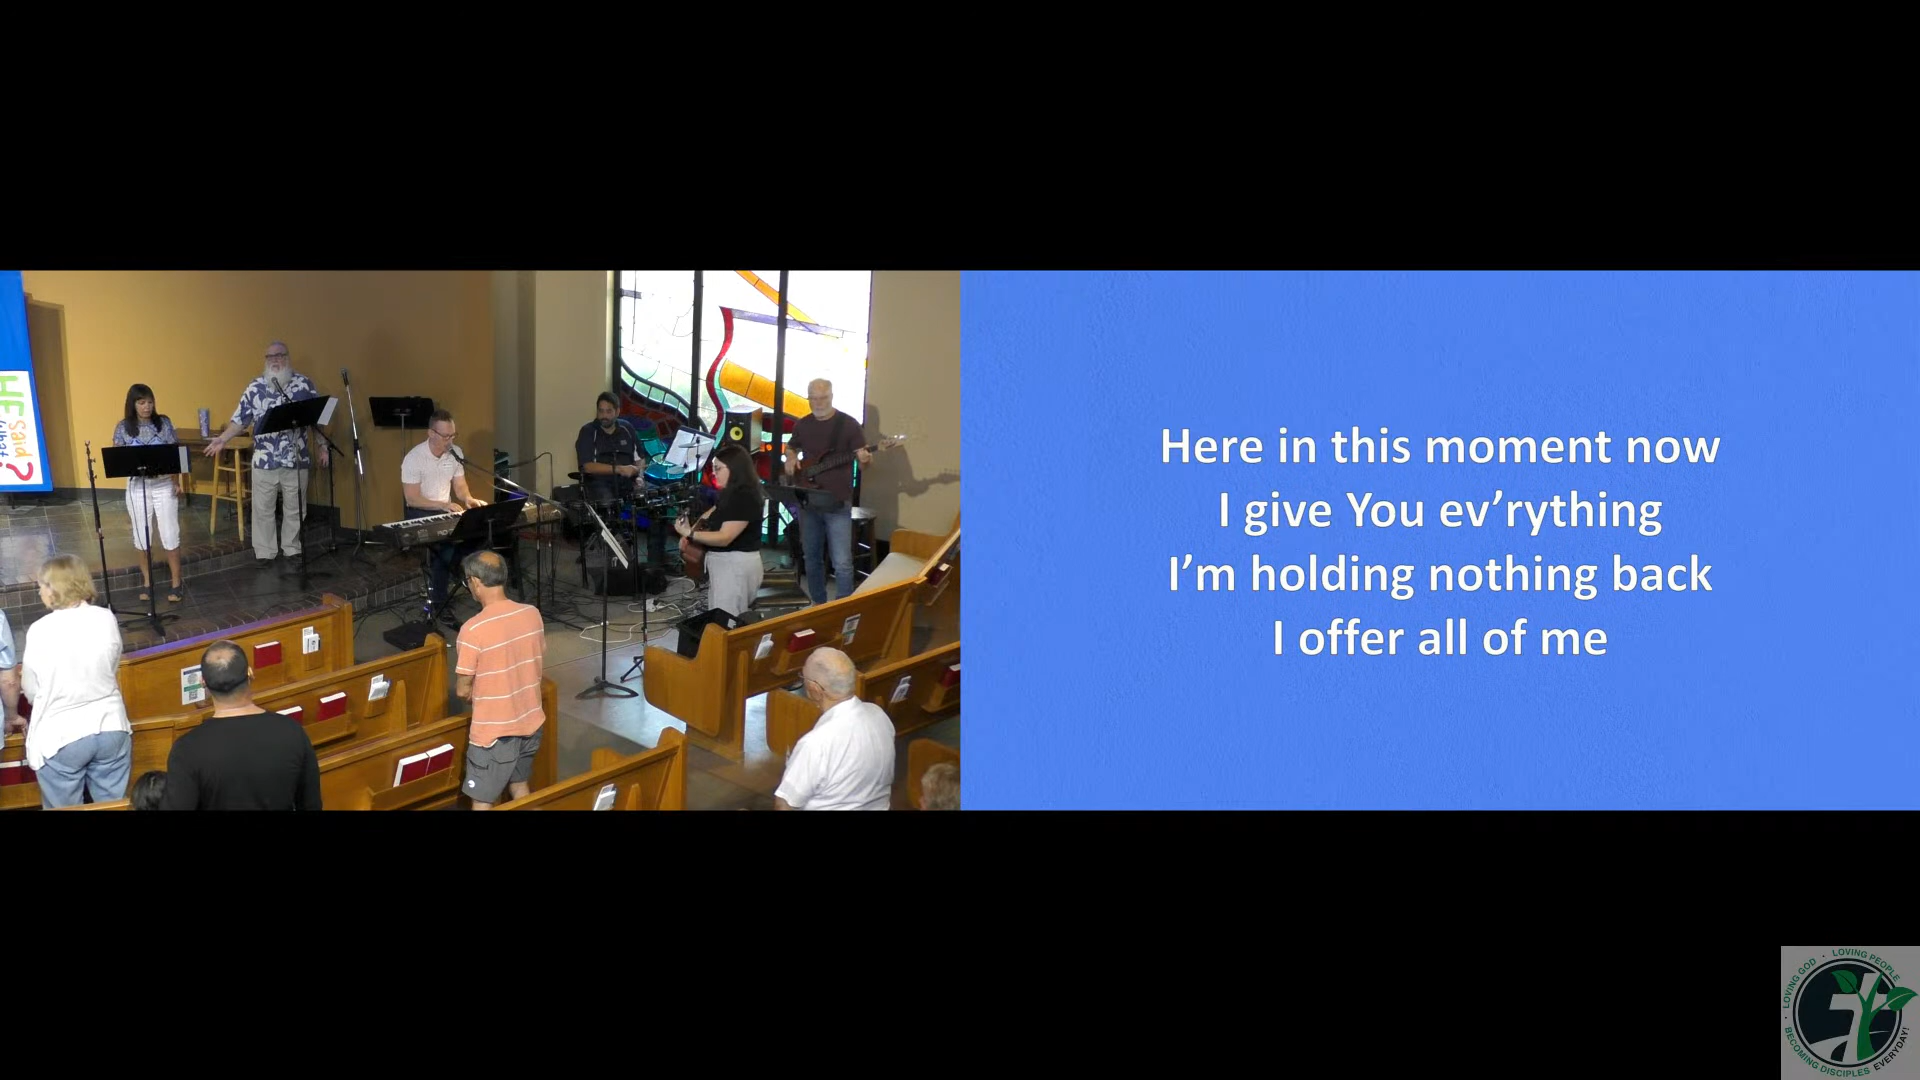 HE
said
what
?
Here in this moment now
I give You ev’rything
I’m holding nothing back
I offer all of me
LOVING GOD · LOVING PEOPLE
BECOMING DISCIPLES EVERYDAY!